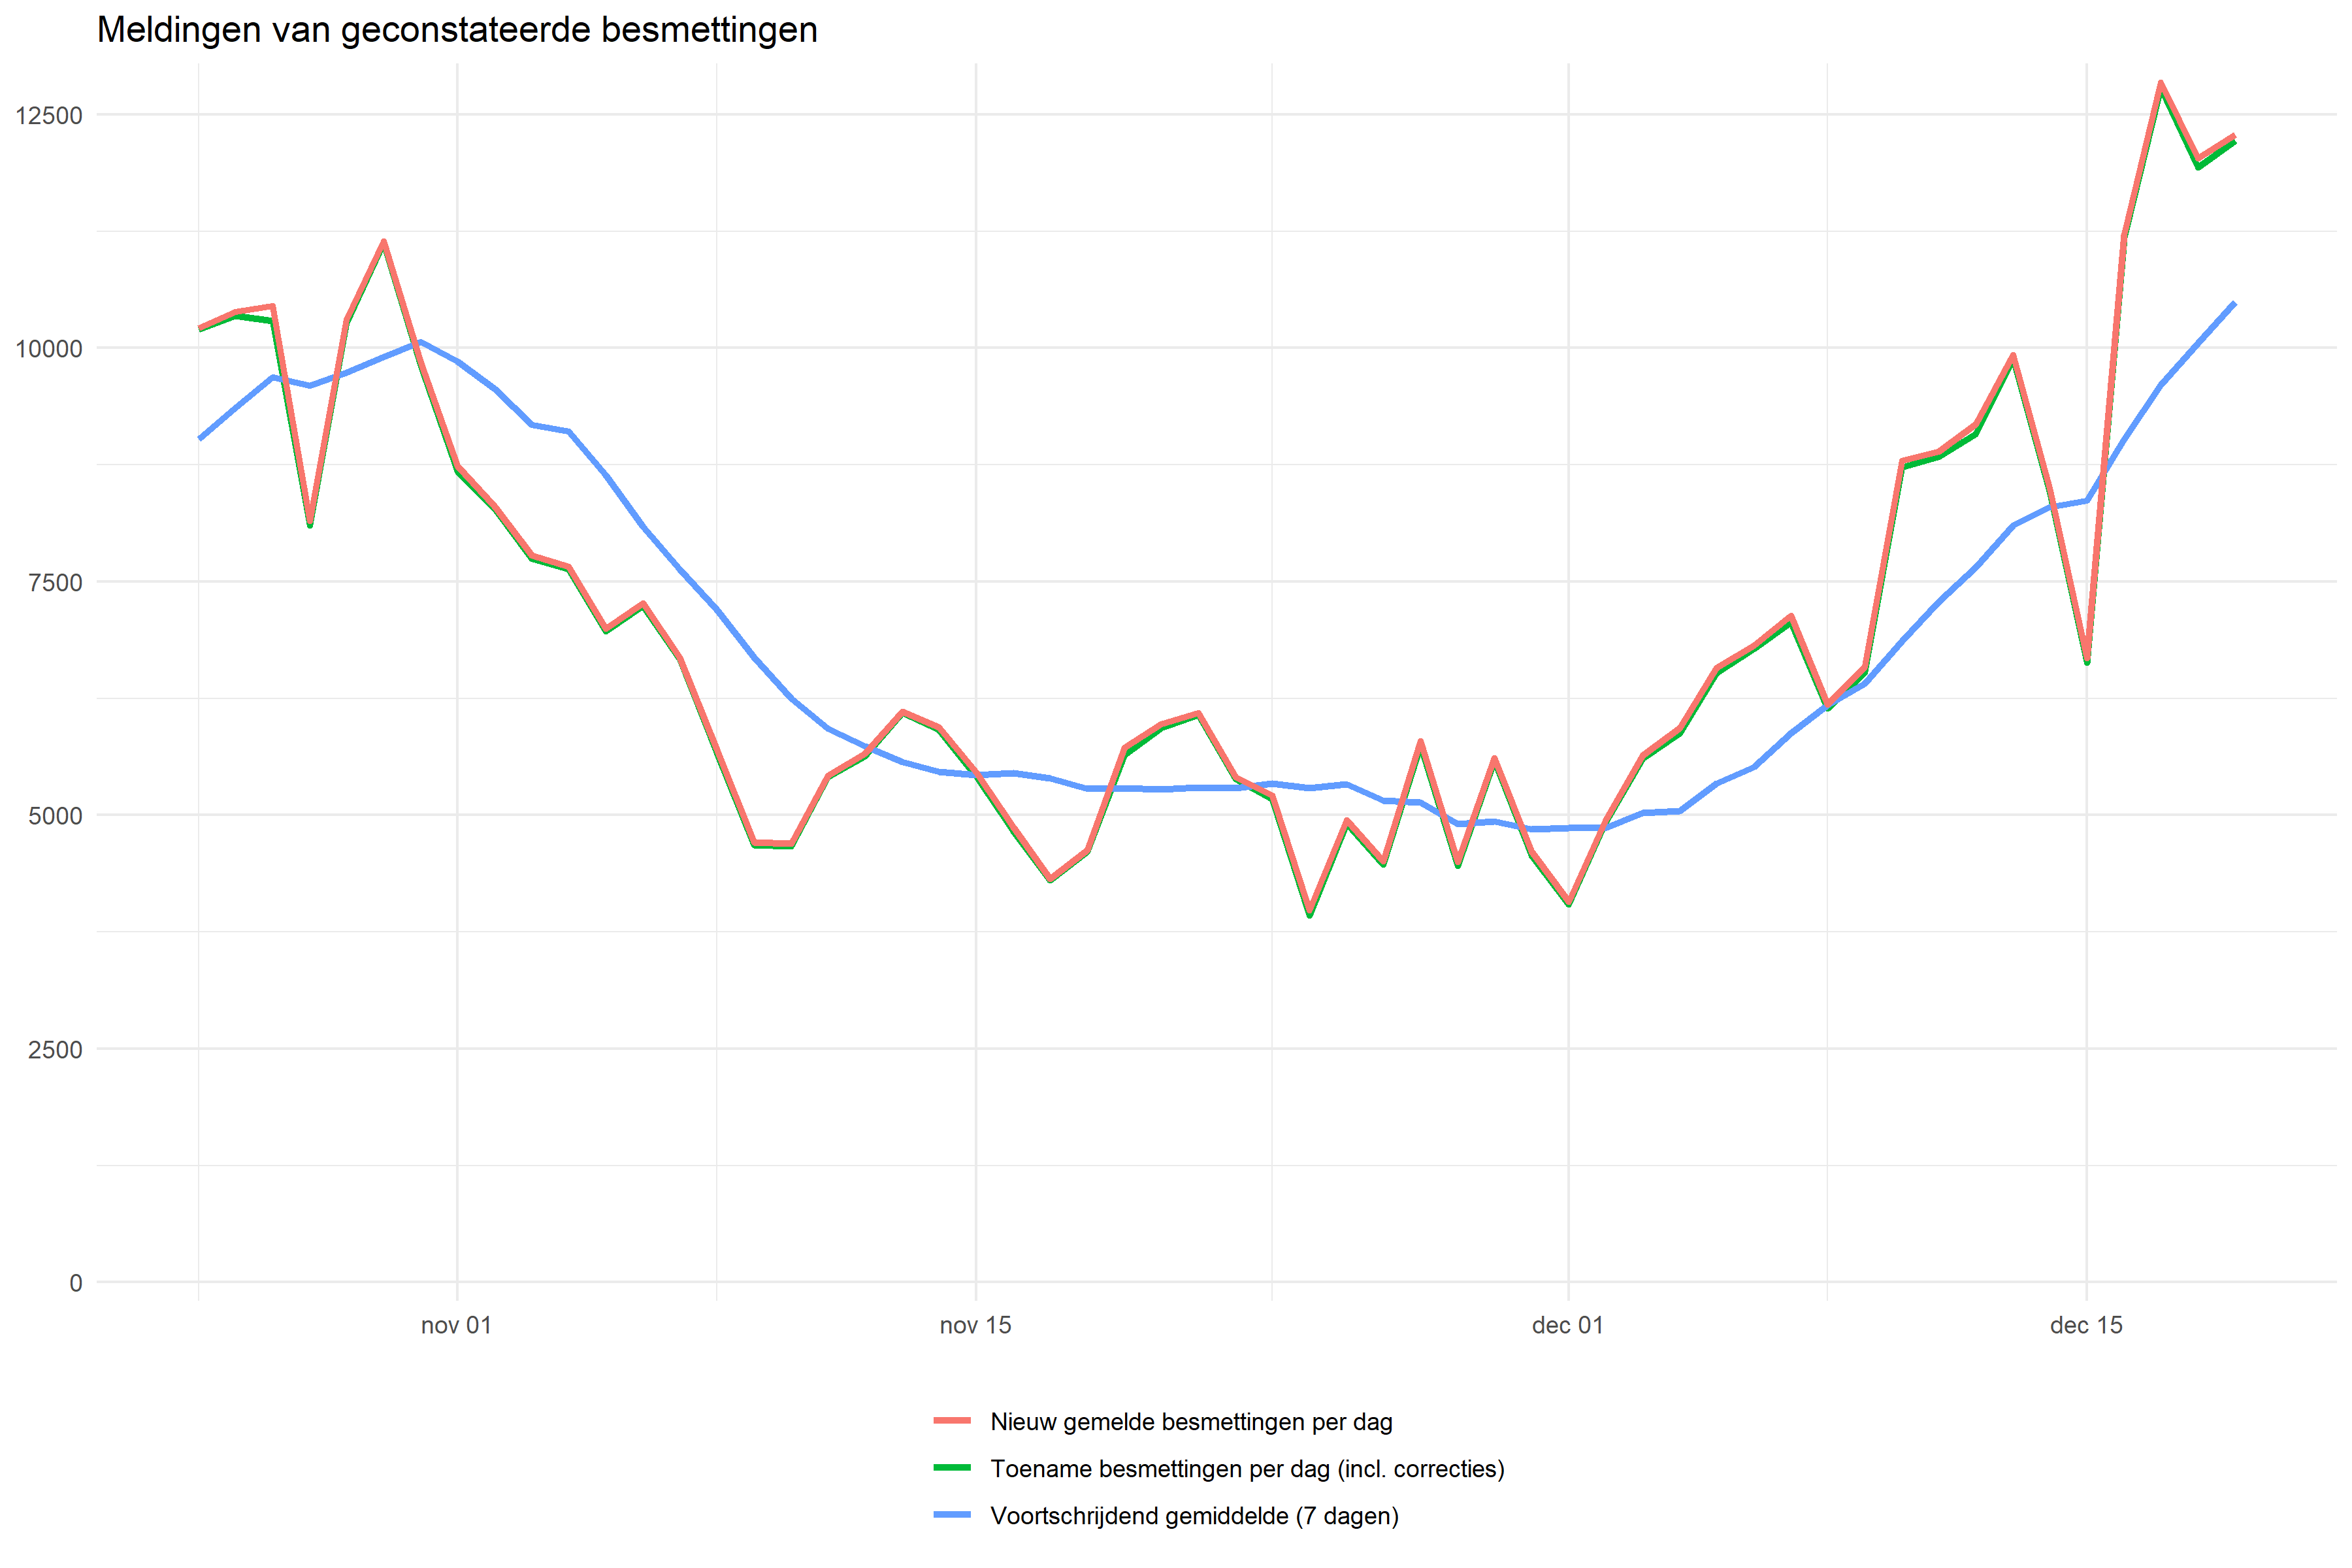 Meldingen van geconstateerde besmettingen
12500
10000
7500
5000
2500
0
nov 01
nov 15
dec 01
dec 15
Nieuw gemelde besmettingen per dag
Toename besmettingen per dag (incl. correcties)
Voortschrijdend gemiddelde (7 dagen)